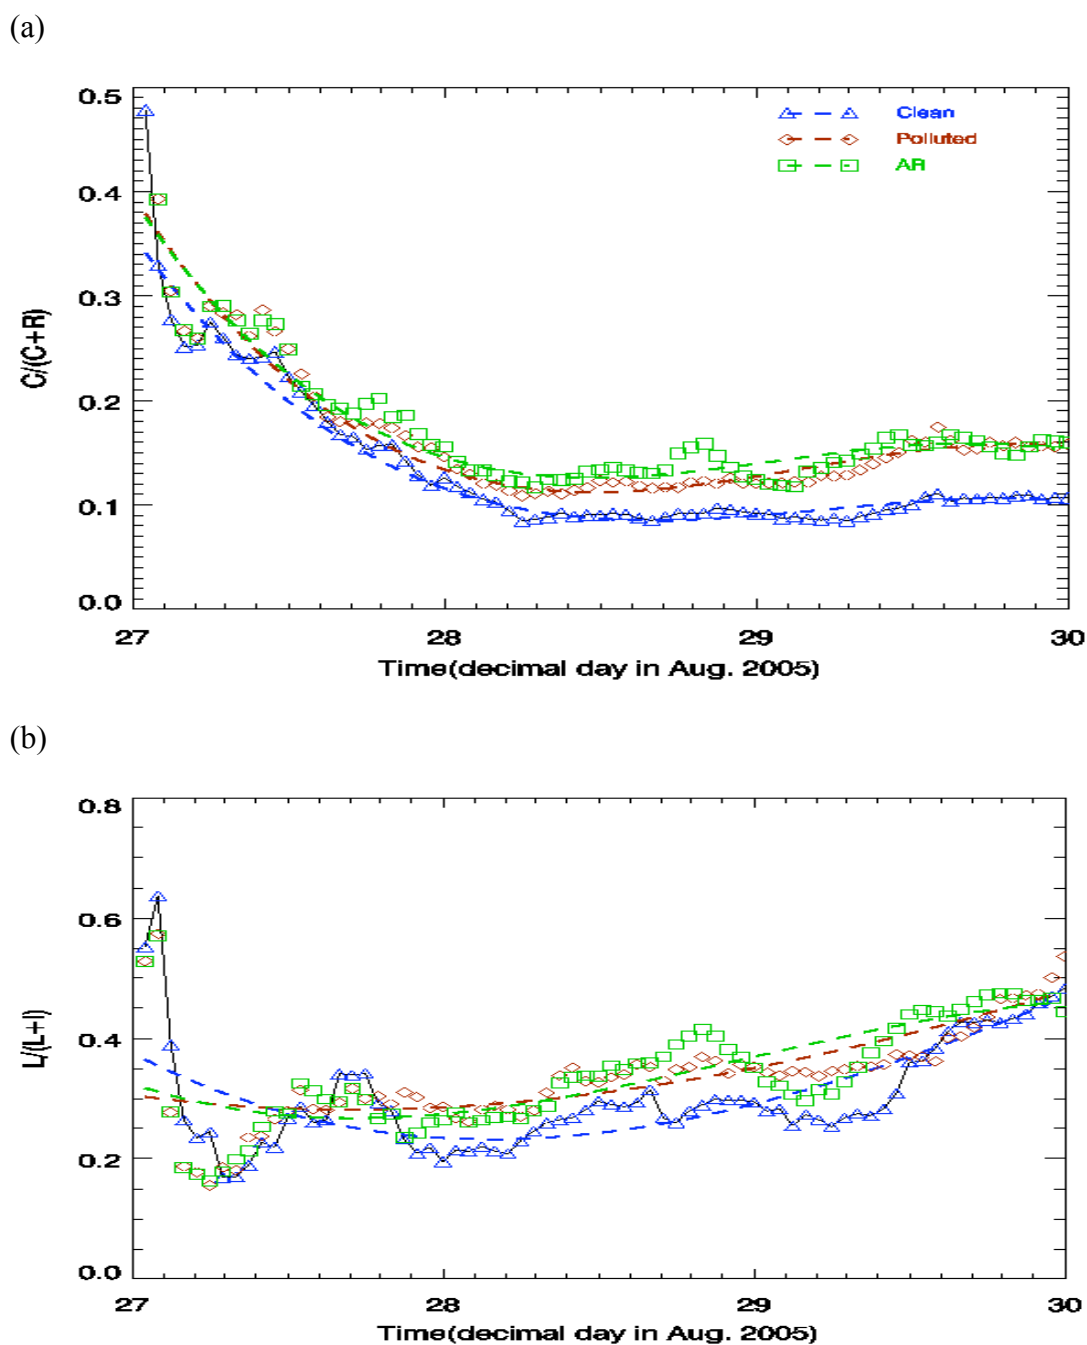 (a)
0.5
0.4
0.3
0.2
0.1
0.0
C/(C+R)
Clean
Polluted
AR
27 28 29 30
Time(decimal day in Aug. 2005)
(b)
0.8
0.6
0.4
0.2
0.0
L/(L+I)
27 28 29 30
Time(decimal day in Aug. 2005)